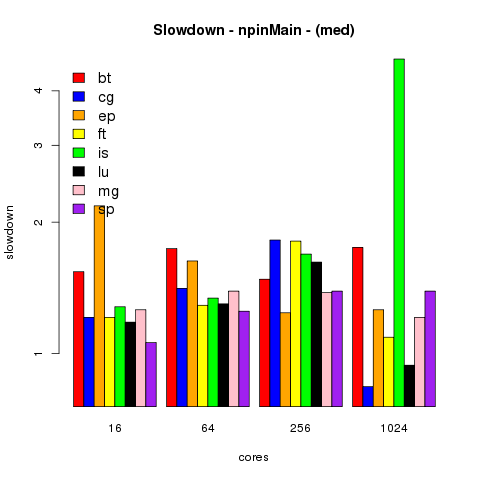 Slowdown - npinMain - (med)
slowdown
4
3
2
1
bt
cg
ep
ft
is
lu
mg
sp
16 64 256 1024
cores